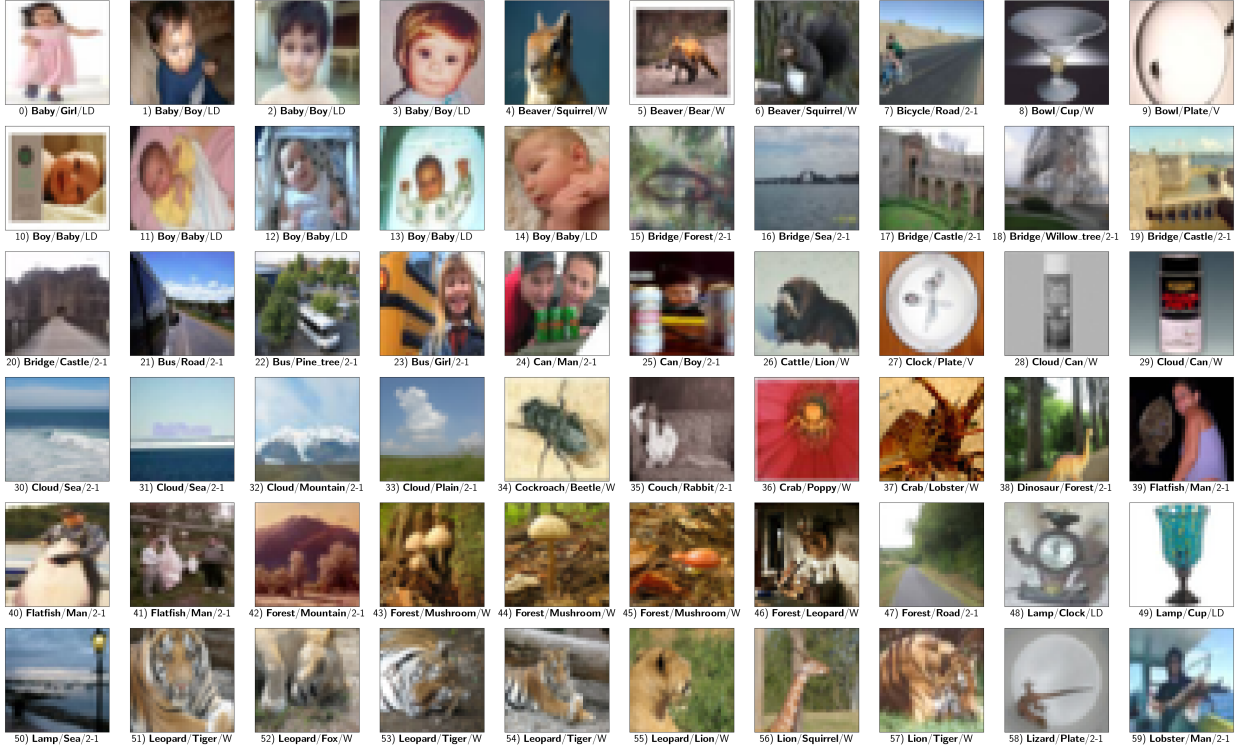 0) Baby/Girl/LD
1) Baby/Boy/LD
2) Baby/Boy/LD
3) Baby/Boy/LD
4) Beaver/Squirrel/W
5) Beaver/Bear/W
6) Beaver/Squirrel/W
7) Bicycle/Road/2-1
8) Bowl/Cup/W
9) Bowl/Plate/V
10) Boy/Baby/LD
11) Boy/Baby/LD
12) Boy/Baby/LD
13) Boy/Baby/LD
14) Boy/Baby/LD
15) Bridge/Forest/2-1
16) Bridge/Sea/2-1
17) Bridge/Castle/2-1
18) Bridge/Willow_tree/2-1
19) Bridge/Castle/2-1
20) Bridge/Castle/2-1
21) Bus/Road/2-1
22) Bus/Pine_tree/2-1
23) Bus/Girl/2-1
24) Can/Man/2-1
25) Can/Boy/2-1
26) Cattle/Lion/W
27) Clock/Plate/V
28) Cloud/Can/W
29) Cloud/Can/W
30) Cloud/Sea/2-1
31) Cloud/Sea/2-1
32) Cloud/Mountain/2-1
33) Cloud/Plain/2-1
34) Cockroach/Beetle/W
35) Couch/Rabbit/2-1
36) Crab/Poppy/W
37) Crab/Lobster/W
38) Dinosaur/Forest/2-1
39) Flatfish/Man/2-1
40) Flatfish/Man/2-1
41) Flatfish/Man/2-1
42) Forest/Mountain/2-1
43) Forest/Mushroom/W
44) Forest/Mushroom/W
45) Forest/Mushroom/W
46) Forest/Leopard/W
47) Forest/Road/2-1
48) Lamp/Clock/LD
49) Lamp/Cup/LD
50) Lamp/Sea/2-1
51) Leopard/Tiger/W
52) Leopard/Fox/W
53) Leopard/Tiger/W
54) Leopard/Tiger/W
55) Leopard/Lion/W
56) Lion/Squirrel/W
57) Lion/Tiger/W
58) Lizard/Plate/2-1
59) Lobster/Man/2-1